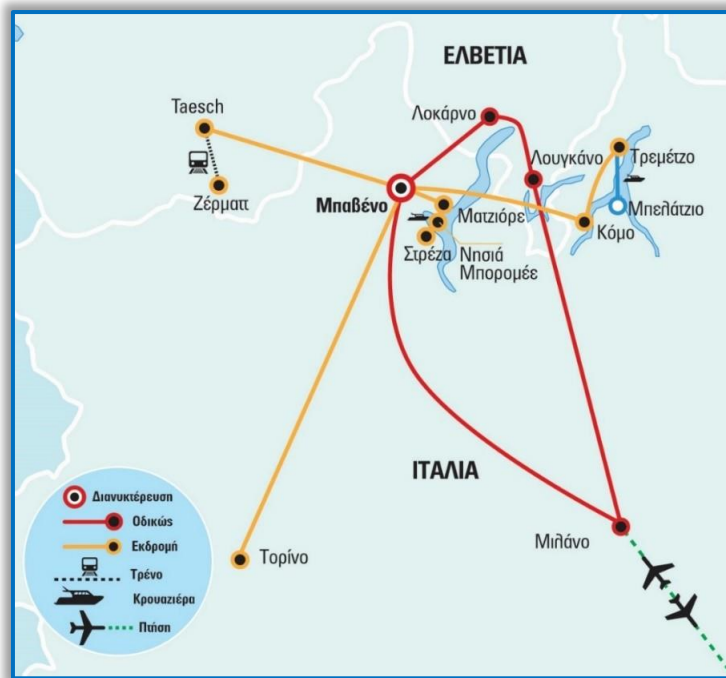 ΕΛΒΕΤΙΑ
Taesch
Λοκάρνο
Λουγκάνο
Τρεμέτζο
Ζέρματτ
Μπαβένο
Ματζιόρε
Μπελάτζιο
Κόμο
Στρέζα
Νησιά
Μπορομέε
ΙΤΑΛΙΑ
Μιλάνο
Τορίνο
Διανυκτέρευση
Οδικώς
Εκδρομή
Τρένο
Κρουαζιέρα
Πτήση